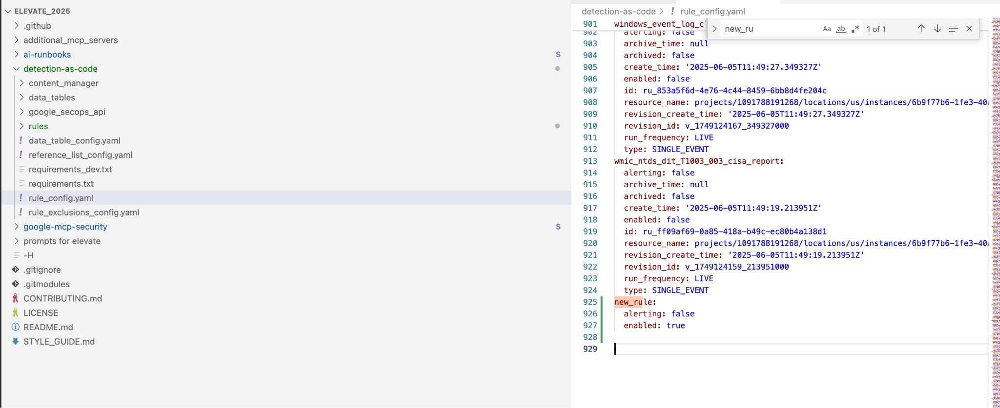 ELEVATE_2025
.github
additional_mcp_servers
ai-runbooks S
detection-as-code
content_manager
data_tables
google_secops_api
rules
! data_table_config.yaml
! reference_list_config.yaml
requirements_dev.txt
requirements.txt
! rule_config.yaml
! rule_exclusions_config.yaml
google-mcp-security S
prompts for elevate
-H
.gitignore
.gitmodules
CONTRIBUTING.md
LICENSE
README.md
STYLE_GUIDE.md
detection-as-code > ! rule_config.yaml
new_ru Aa ab .* 1 of 1
901 windows_event_log_cl
902 alerting: false
903 archive_time: null
904 archived: false
905 create_time: '2025-06-05T11:49:27.349327Z'
906 enabled: false
907 id: ru_853a5f6d-4e76-4c44-8459-6bb8d4fe204c
908 resource_name: projects/1091788191268/locations/us/instances/6b9f77b6-1fe3-40a
909 revision_create_time: '2025-06-05T11:49:27.349327Z'
910 revision_id: v_1749124167_349327000
911 run_frequency: LIVE
912 type: SINGLE_EVENT
913 wmic_ntds_dit_T1003_003_cisa_report:
914 alerting: false
915 archive_time: null
916 archived: false
917 create_time: '2025-06-05T11:49:19.213951Z'
918 enabled: false
919 id: ru_ff09af69-0a85-418a-b49c-ec80b4a138d1
920 resource_name: projects/1091788191268/locations/us/instances/6b9f77b6-1fe3-40a
921 revision_create_time: '2025-06-05T11:49:19.213951Z'
922 revision_id: v_1749124159_213951000
923 run_frequency: LIVE
924 type: SINGLE_EVENT
925 new_rule:
926 alerting: false
927 enabled: true
928
929